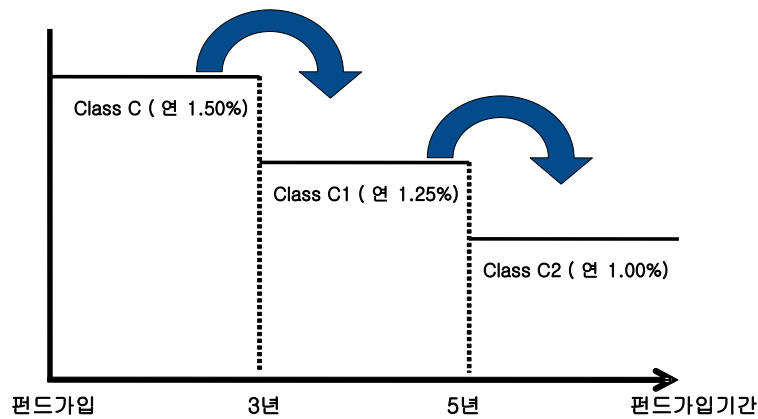 Class C ( 연 1.50%)
Class C1 ( 연 1.25%)
Class C2 ( 연 1.00%)
펀드가입 3년 5년 펀드가입기간